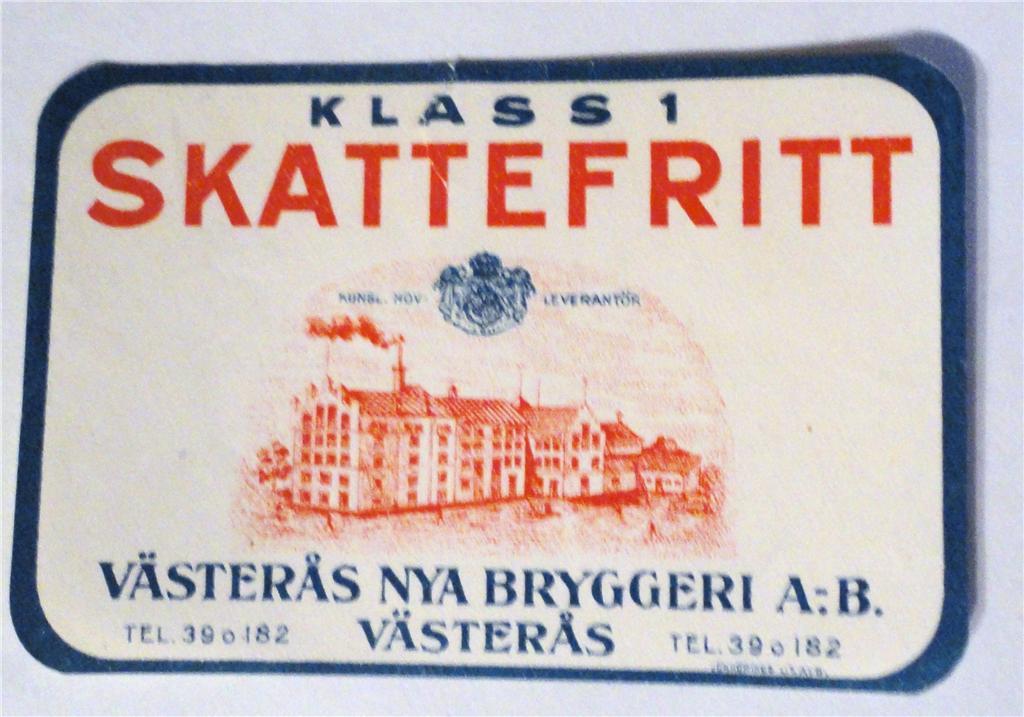 KLASS 1
SKATTEFRITT
KUNGL. HOV- LEVERANTÖR
VÄSTERÅS NYA BRYGGERI A.-B.
TEL. 39 o 182 VÄSTERÅS TEL. 39 o 182